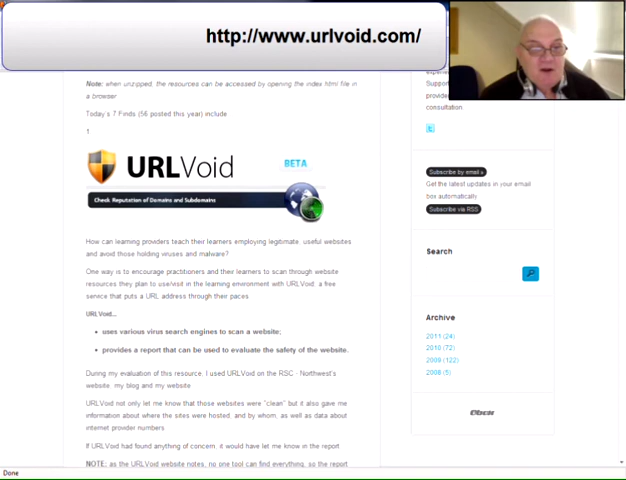 http://www.urlvoid.com/
Note: when unzipped, the resources can be accessed by opening the index html file in
a browser
Today's 7 Finds (56 posted this year) include
1
URLVoid BETA
Check Reputation of Domains and Subdomains
How can learning providers teach their learners employing legitimate, useful websites
and avoid those holding viruses and malware?
One way is to encourage practitioners and their learners to scan through website
resources they plan to use/visit in the learning environment with URLVoid: a free
service that puts a URL address through their paces
URLVoid...
• uses various virus search engines to scan a website;
• provides a report that can be used to evaluate the safety of the website.
During my evaluation of this resource, I used URLVoid on the RSC - Northwest's
website, my blog and my website
URLVoid not only let me know that those websites were "clean" but it also gave me
information about where the sites were hosted, and by whom, as well as data about
internet provider numbers
If URLVoid had found anything of concern, it would have let me know in the report
NOTE: as the URLVoid website notes, no one tool can find everything, so the report
Support
provide
consultation.
t
Subscribe by email »
Get the latest updates in your email
box automatically.
Subscribe via RSS
Search
Archive
2011 (24)
2010 (72)
2009 (122)
2008 (5)
Done